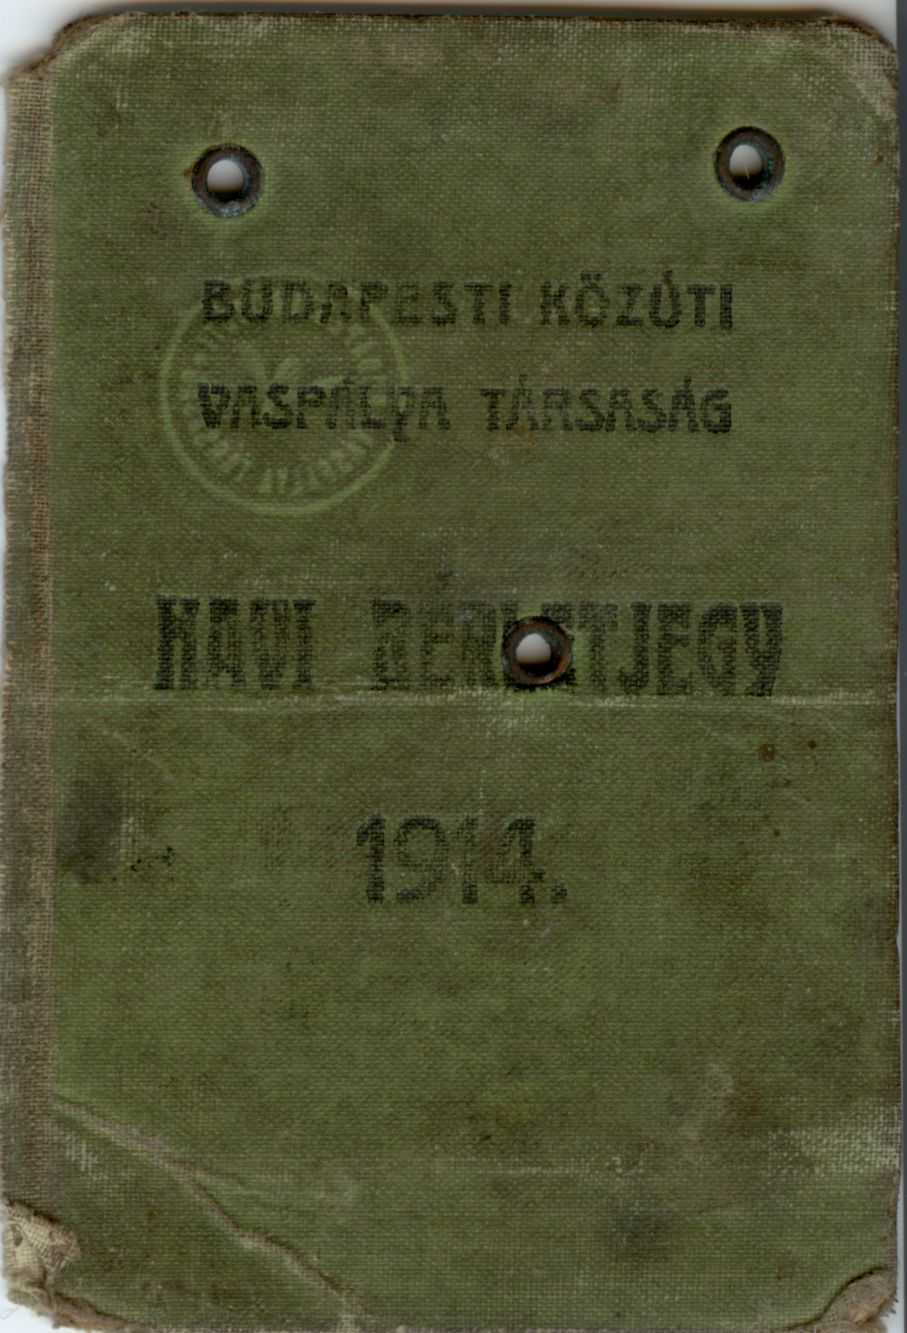 BUDAPESTI KÖZÚTI
VASPÁLYA TÁRSASÁG
HAVI BÉRLETJEGY
1914.